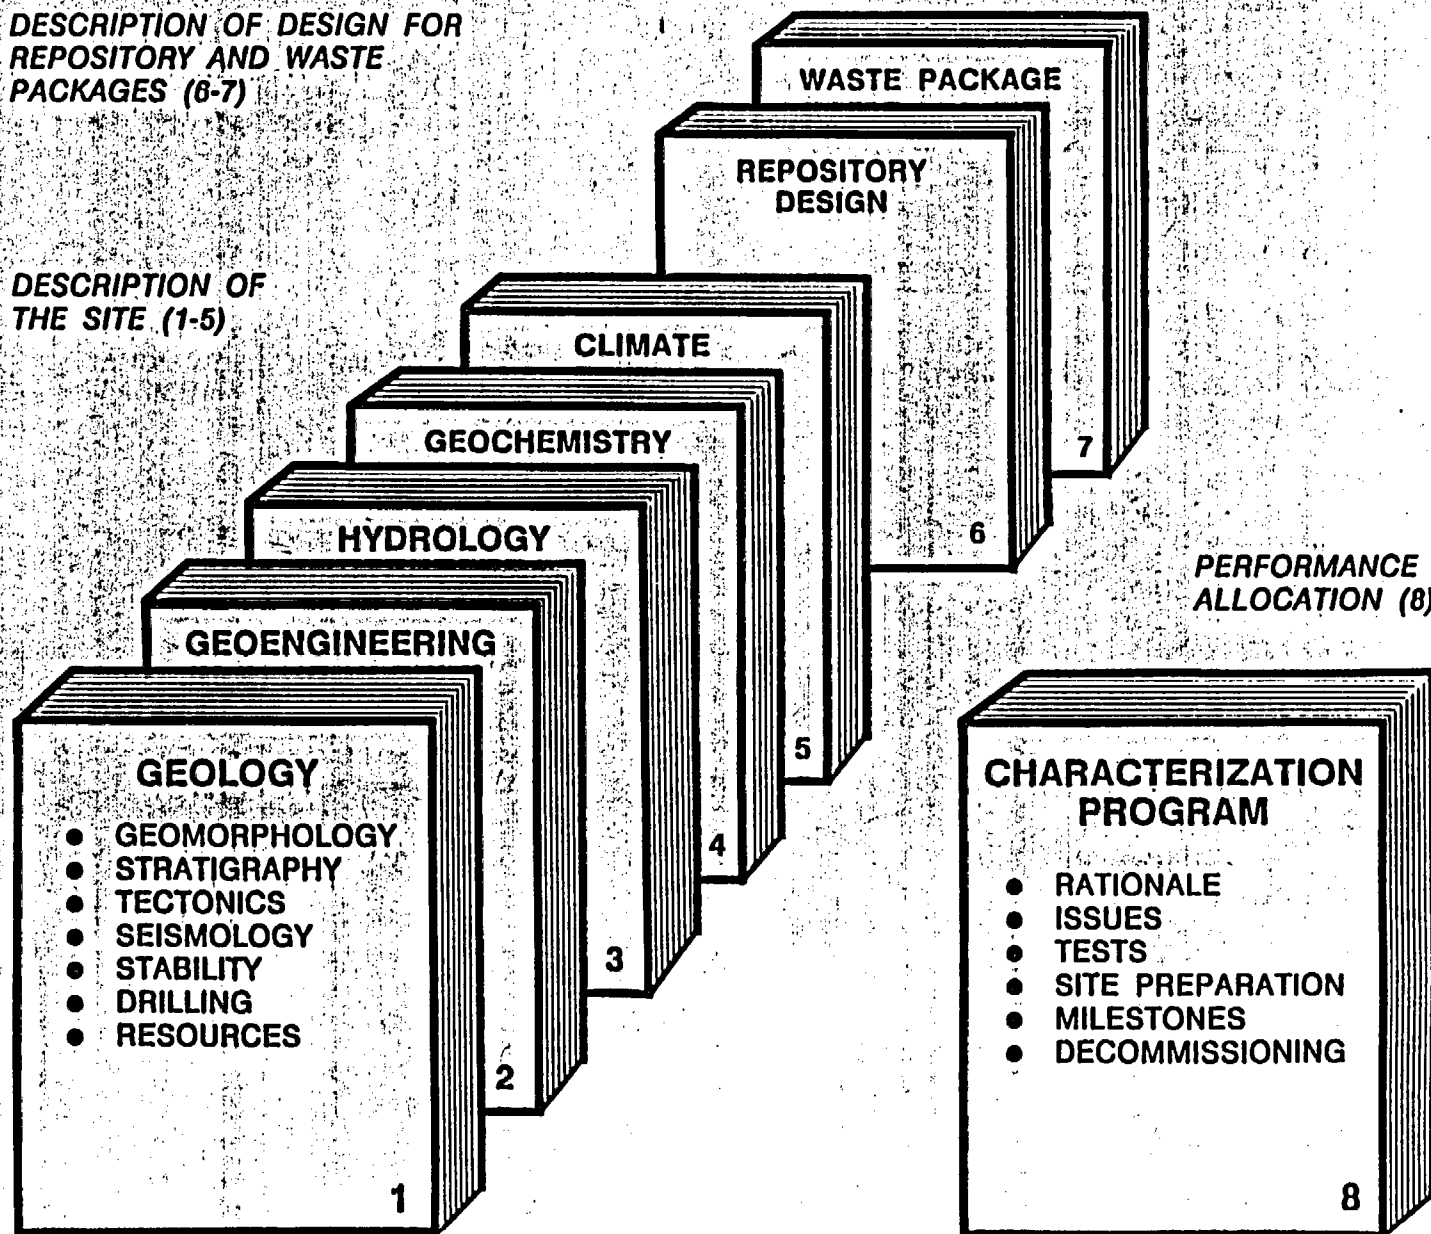 DESCRIPTION OF DESIGN FOR
REPOSITORY AND WASTE
PACKAGES (6-7)
WASTE PACKAGE
7
REPOSITORY
DESIGN
6
DESCRIPTION OF
THE SITE (1-5)
CLIMATE
5
GEOCHEMISTRY
4
HYDROLOGY
3
GEOENGINEERING
2
GEOLOGY
● GEOMORPHOLOGY
● STRATIGRAPHY
● TECTONICS
● SEISMOLOGY
● STABILITY
● DRILLING
● RESOURCES
1
PERFORMANCE
ALLOCATION (8)
CHARACTERIZATION
PROGRAM
● RATIONALE
● ISSUES
● TESTS
● SITE PREPARATION
● MILESTONES
● DECOMMISSIONING
8